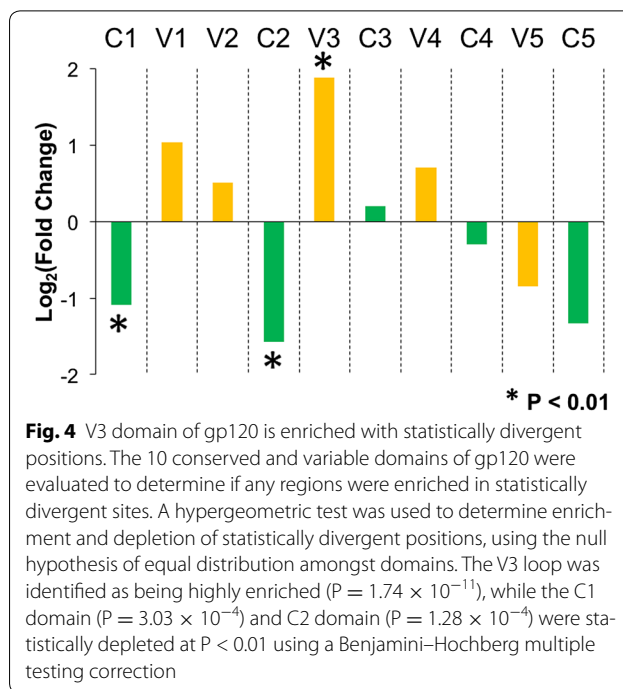 C1 V1 V2 C2 V3 C3 V4 C4 V5 C5
2
*
1
Log₂(Fold Change)
0
-1
*
*
-2
* P < 0.01
Fig. 4 V3 domain of gp120 is enriched with statistically divergent
positions. The 10 conserved and variable domains of gp120 were
evaluated to determine if any regions were enriched in statistically
divergent sites. A hypergeometric test was used to determine enrich-
ment and depletion of statistically divergent positions, using the null
hypothesis of equal distribution amongst domains. The V3 loop was
identified as being highly enriched (P = 1.74 × 10⁻¹¹), while the C1
domain (P = 3.03 × 10⁻⁴) and C2 domain (P = 1.28 × 10⁻⁴) were sta-
tistically depleted at P < 0.01 using a Benjamini–Hochberg multiple
testing correction